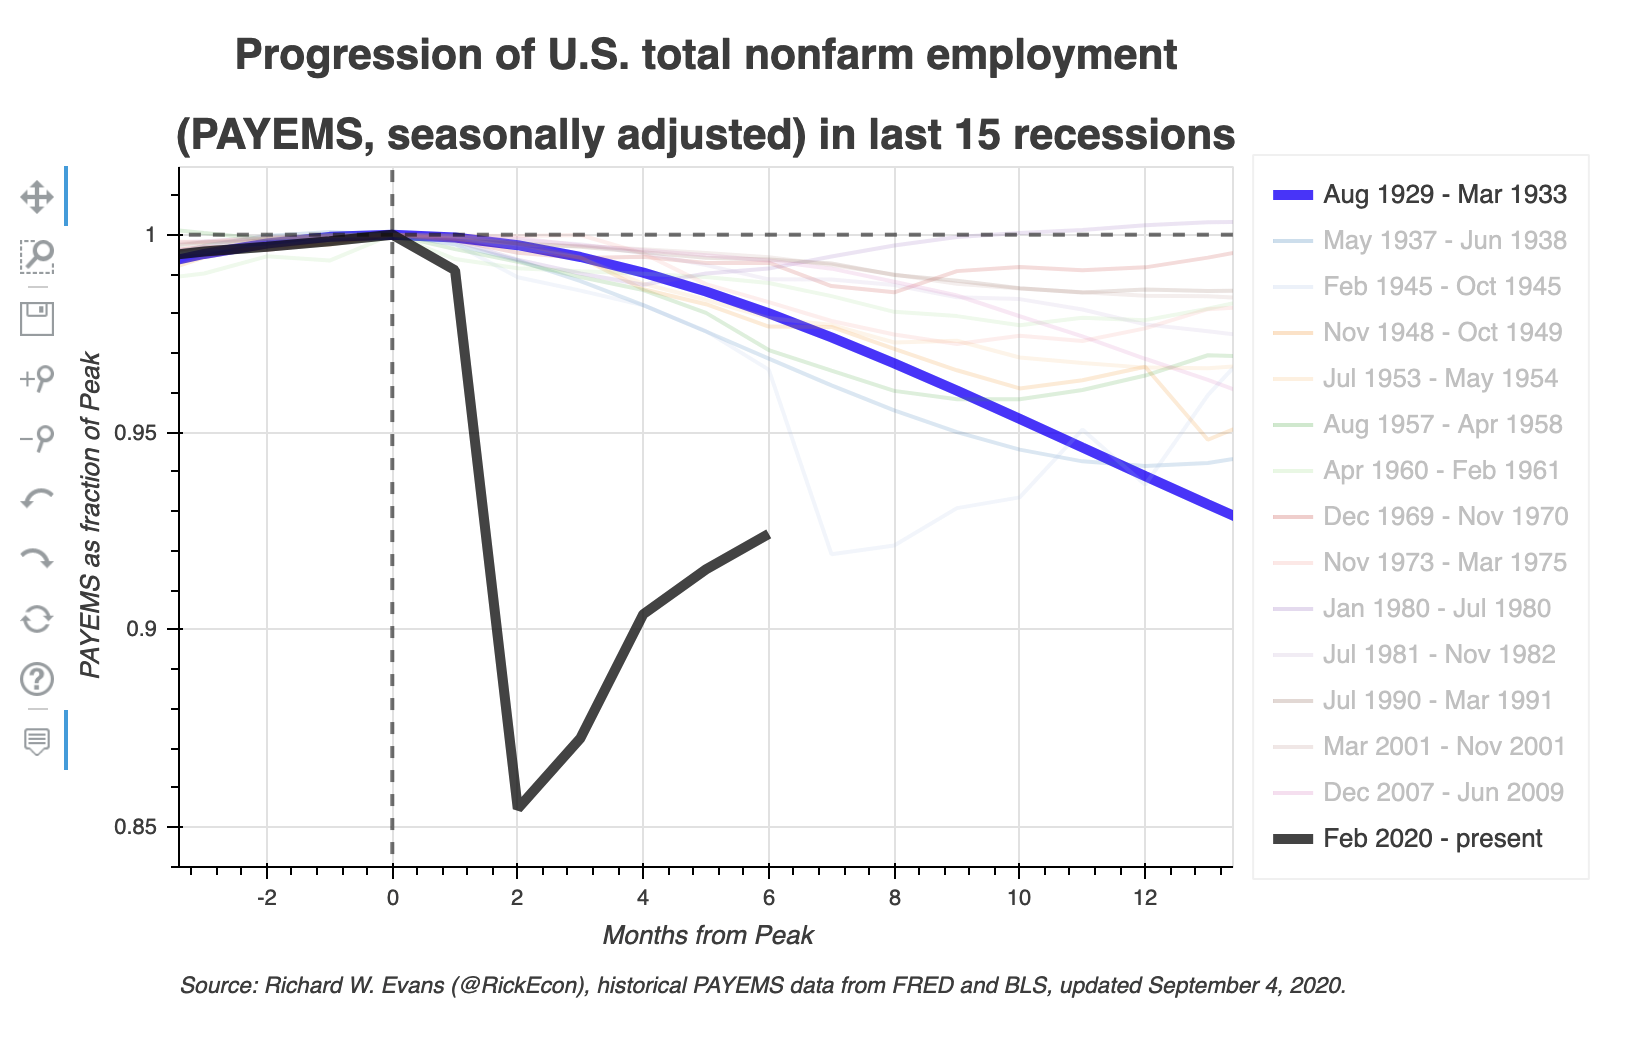 Progression of U.S. total nonfarm employment
(PAYEMS, seasonally adjusted) in last 15 recessions
PAYEMS as fraction of Peak
1
0.95
0.9
0.85
-2
0
2
4
6
8
10
12
Months from Peak
Aug 1929 - Mar 1933
May 1937 - Jun 1938
Feb 1945 - Oct 1945
Nov 1948 - Oct 1949
Jul 1953 - May 1954
Aug 1957 - Apr 1958
Apr 1960 - Feb 1961
Dec 1969 - Nov 1970
Nov 1973 - Mar 1975
Jan 1980 - Jul 1980
Jul 1981 - Nov 1982
Jul 1990 - Mar 1991
Mar 2001 - Nov 2001
Dec 2007 - Jun 2009
Feb 2020 - present
Source: Richard W. Evans (@RickEcon), historical PAYEMS data from FRED and BLS, updated September 4, 2020.